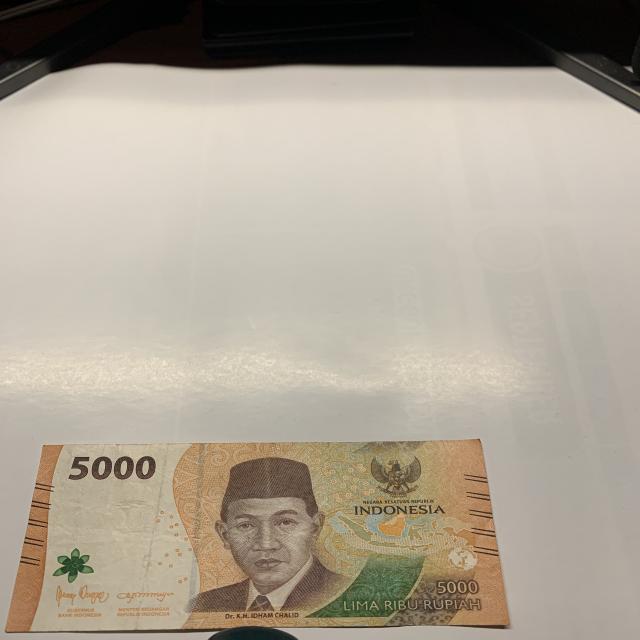 5000
NEGARA KESATUAN REPUBLIK
INDONESIA
GUBERNUR
BANK INDONESIA
MENTERI KEUANGAN
REPUBLIK INDONESIA
Dr. K.H. IDHAM CHALID
5000
LIMA RIBU RUPIAH